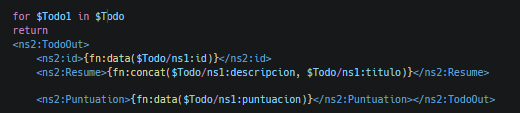 for $Todo1 in $Todo
return
<ns2:TodoOut>
<ns2:id>{fn:data($Todo/ns1:id)}</ns2:id>
<ns2:Resume>{fn:concat($Todo/ns1:descripcion, $Todo/ns1:titulo)}</ns2:Resume>
<ns2:Puntuation>{fn:data($Todo/ns1:puntuacion)}</ns2:Puntuation></ns2:TodoOut>